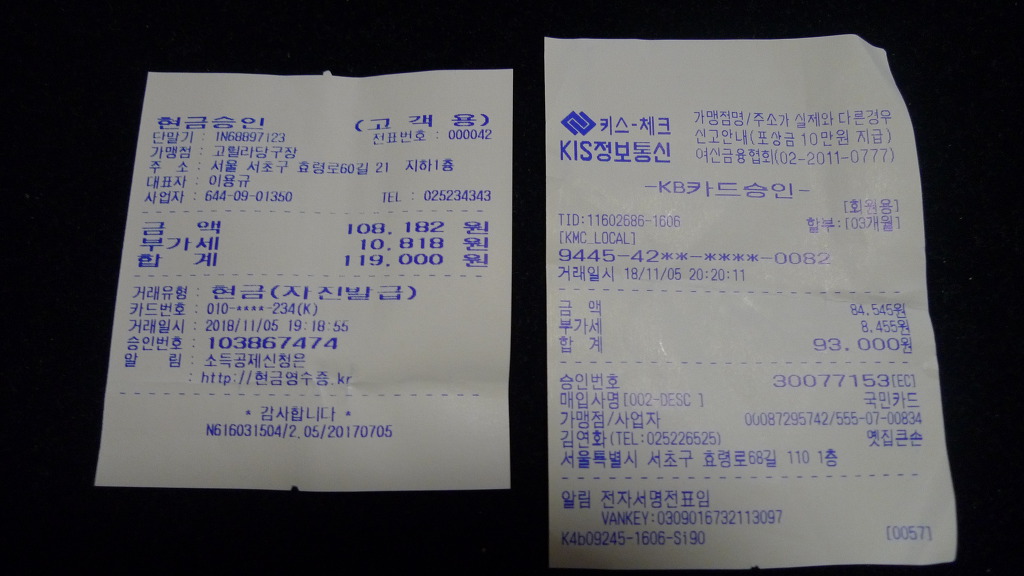 현금승인 (고객용)
단말기 : IN68897123 전표번호 : 000042
가맹점 : 고릴라당구장
주 소 : 서울 서초구 효령로60길 21 지하1층
대표자 : 이용규
사업자 : 644-09-01350 TEL : 025234343
금 액 108.182 원
부가세 10.818 원
합 계 119.000 원
거래유형 : 현금(자진발급)
카드번호 : 010-****-234(K)
거래일시 : 2018/11/05 19:18:55
승인번호 : 103867474
알 림 : 소득공제신청은
: http://현금영수증.kr
* 감사합니다 *
N616031504/2.05/20170705
키스-체크
KIS정보통신
가맹점명/주소가 실제와 다른경우
신고안내(포상금 10만원 지급)
여신금융협회(02-2011-0777)
-KB카드승인-
[회원용]
TID:11602686-1606 할부:[03개월]
[KMC_LOCAL]
9445-42**-****-0082
거래일시 18/11/05 20:20:11
금 액 84,545원
부가세 8,455원
합 계 93.000원
승인번호 30077153[EC]
매입사명[002-DESC ] 국민카드
가맹점/사업자 00087295742/555-07-00834
김연화(TEL:025226525) 옛집큰손
서울특별시 서초구 효령로68길 110 1층
알림 전자서명전표임
VANKEY:0309016732113097
K4b09245-1606-S190 [0057]